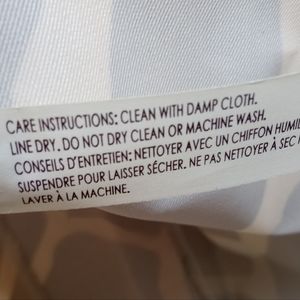 CARE INSTRUCTIONS: CLEAN WITH DAMP CLOTH.
LINE DRY. DO NOT DRY CLEAN OR MACHINE WASH.
CONSEILS D'ENTRETIEN: NETTOYER AVEC UN CHIFFON HUMI
SUSPENDRE POUR LAISSER SÉCHER. NE PAS NETTOYER À SEC
LAVER À LA MACHINE.